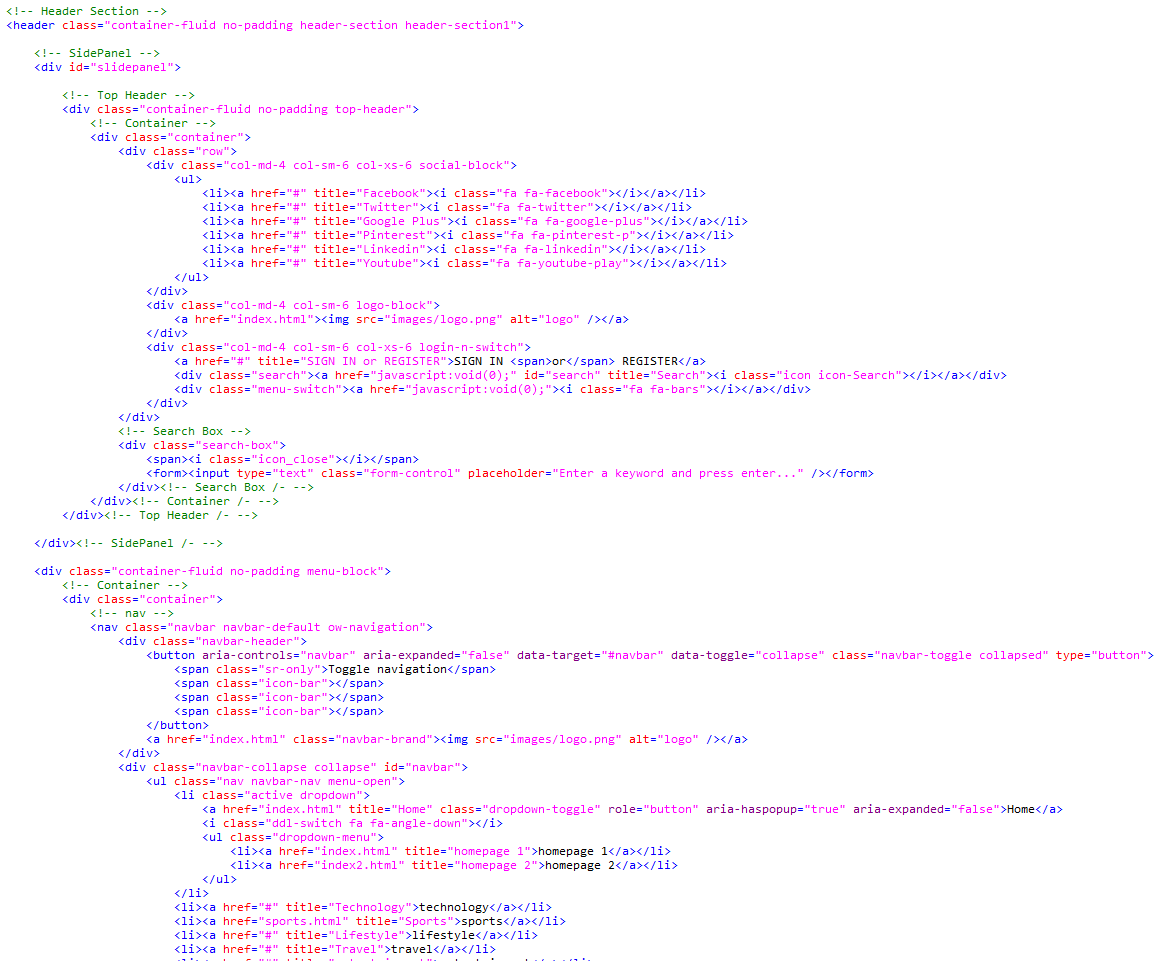 <!-- Header Section -->
<header class="container-fluid no-padding header-section header-section1">
<!-- SidePanel -->
<div id="slidepanel">
<!-- Top Header -->
<div class="container-fluid no-padding top-header">
<!-- Container -->
<div class="container">
<div class="row">
<div class="col-md-4 col-sm-6 col-xs-6 social-block">
<ul>
<li><a href="#" title="Facebook"><i class="fa fa-facebook"></i></a></li>
<li><a href="#" title="Twitter"><i class="fa fa-twitter"></i></a></li>
<li><a href="#" title="Google Plus"><i class="fa fa-google-plus"></i></a></li>
<li><a href="#" title="Pinterest"><i class="fa fa-pinterest-p"></i></a></li>
<li><a href="#" title="Linkedin"><i class="fa fa-linkedin"></i></a></li>
<li><a href="#" title="Youtube"><i class="fa fa-youtube-play"></i></a></li>
</ul>
</div>
<div class="col-md-4 col-sm-6 logo-block">
<a href="index.html"><img src="images/logo.png" alt="logo" /></a>
</div>
<div class="col-md-4 col-sm-6 col-xs-6 login-n-switch">
<a href="#" title="SIGN IN or REGISTER">SIGN IN <span>or</span> REGISTER</a>
<div class="search"><a href="javascript:void(0);" id="search" title="Search"><i class="icon icon-Search"></i></a></div>
<div class="menu-switch"><a href="javascript:void(0);"><i class="fa fa-bars"></i></a></div>
</div>
</div>
<!-- Search Box -->
<div class="search-box">
<span><i class="icon_close"></i></span>
<form><input type="text" class="form-control" placeholder="Enter a keyword and press enter..." /></form>
</div><!-- Search Box /- -->
</div><!-- Container /- -->
</div><!-- Top Header /- -->
</div><!-- SidePanel /- -->
<div class="container-fluid no-padding menu-block">
<!-- Container -->
<div class="container">
<!-- nav -->
<nav class="navbar navbar-default ow-navigation">
<div class="navbar-header">
<button aria-controls="navbar" aria-expanded="false" data-target="#navbar" data-toggle="collapse" class="navbar-toggle collapsed" type="button">
<span class="sr-only">Toggle navigation</span>
<span class="icon-bar"></span>
<span class="icon-bar"></span>
<span class="icon-bar"></span>
</button>
<a href="index.html" class="navbar-brand"><img src="images/logo.png" alt="logo" /></a>
</div>
<div class="navbar-collapse collapse" id="navbar">
<ul class="nav navbar-nav menu-open">
<li class="active dropdown">
<a href="index.html" title="Home" class="dropdown-toggle" role="button" aria-haspopup="true" aria-expanded="false">Home</a>
<i class="ddl-switch fa fa-angle-down"></i>
<ul class="dropdown-menu">
<li><a href="index.html" title="homepage 1">homepage 1</a></li>
<li><a href="index2.html" title="homepage 2">homepage 2</a></li>
</ul>
</li>
<li><a href="#" title="Technology">technology</a></li>
<li><a href="sports.html" title="Sports">sports</a></li>
<li><a href="#" title="Lifestyle">lifestyle</a></li>
<li><a href="#" title="Travel">travel</a></li>